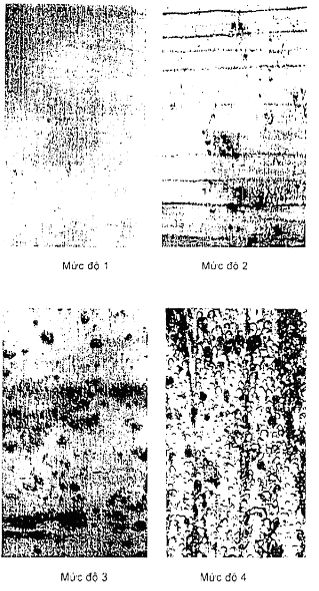 Mức độ 1
Mức độ 2
Mức độ 3
Mức độ 4